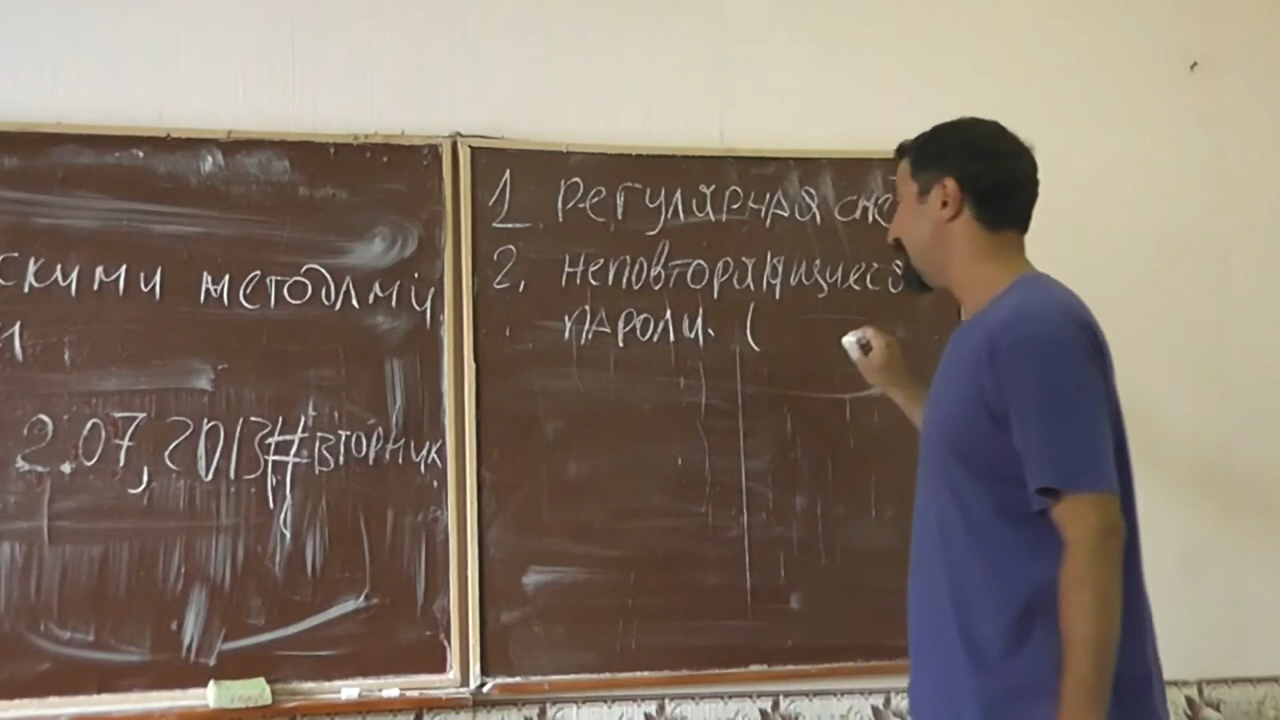 скими методами
и
2.07,2013#вторник
1 Регулярная сме
2. неповторяющиеся
пароли. (